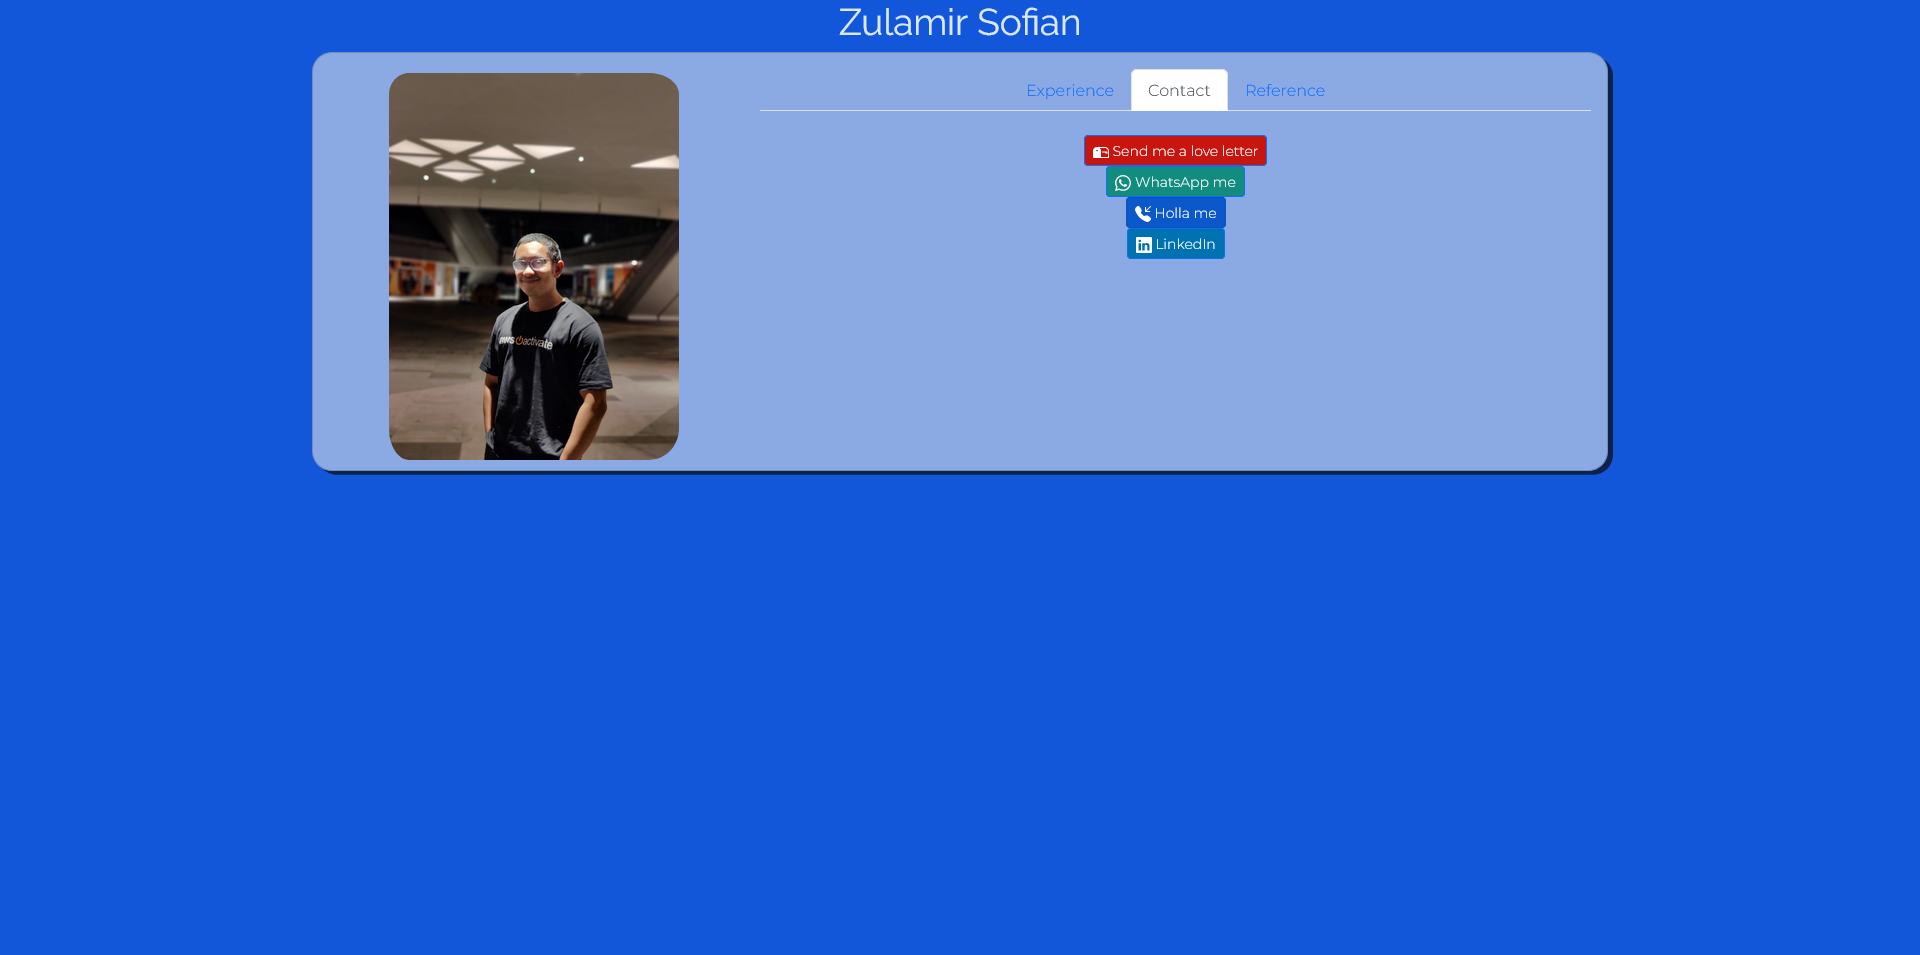 Zulamir Sofian
Experience
Contact
Reference
Send me a love letter
WhatsApp me
Holla me
LinkedIn
aws activate